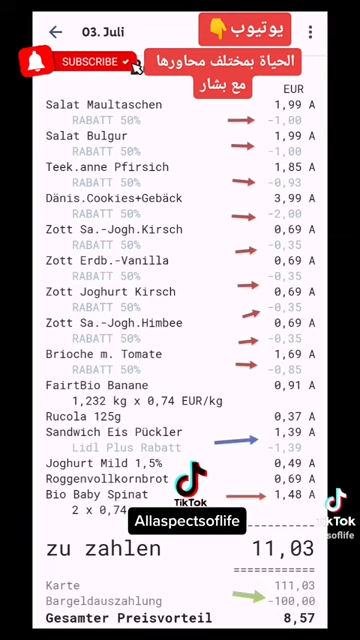 03. Juli
يوتيوب
SUBSCRIBE
الحياة بمختلف محاورها
مع بشار
EUR
Salat Maultaschen 1,99 A
RABATT 50% -1,00
Salat Bulgur 1,99 A
RABATT 50% -1,00
Teek.anne Pfirsich 1,85 A
RABATT 50% -0,93
Dänis.Cookies+Gebäck 3,99 A
RABATT 50% -2,00
Zott Sa.-Jogh.Kirsch 0,69 A
RABATT 50% -0,35
Zott Erdb.-Vanilla 0,69 A
RABATT 50% -0,35
Zott Joghurt Kirsch 0,69 A
RABATT 50% -0,35
Zott Sa.-Jogh.Himbee 0,69 A
RABATT 50% -0,35
Brioche m. Tomate 1,69 A
RABATT 50% -0,85
FairtBio Banane 0,91 A
1,232 kg x 0,74 EUR/kg
Rucola 125g 0,37 A
Sandwich Eis Pückler 1,39 A
Lidl Plus Rabatt -1,39
Joghurt Mild 1,5% 0,49 A
Roggenvollkornbrot 0,69 A
Bio Baby Spinat 1,48 A
2 x 0,74
TikTok
Allaspectsoflife
TikTok
soflife
zu zahlen 11,03
Karte 111,03
Bargeldauszahlung -100,00
Gesamter Preisvorteil 8,57